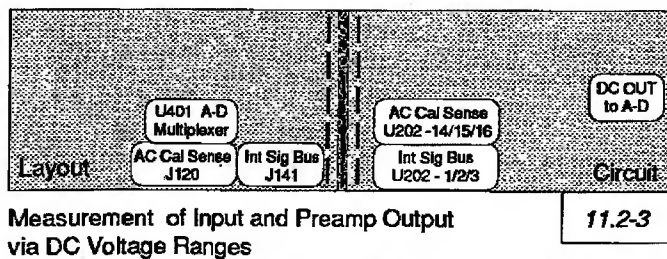 DC OUT
to A-D
U401 A-D
Multiplexer
AC Cal Sense
U202 -14/15/16
Layout
AC Cal Sense
J120
Int Sig Bus
J141
Int Sig Bus
U202 - 1/2/3
Circuit
Measurement of Input and Preamp Output
via DC Voltage Ranges
11.2-3